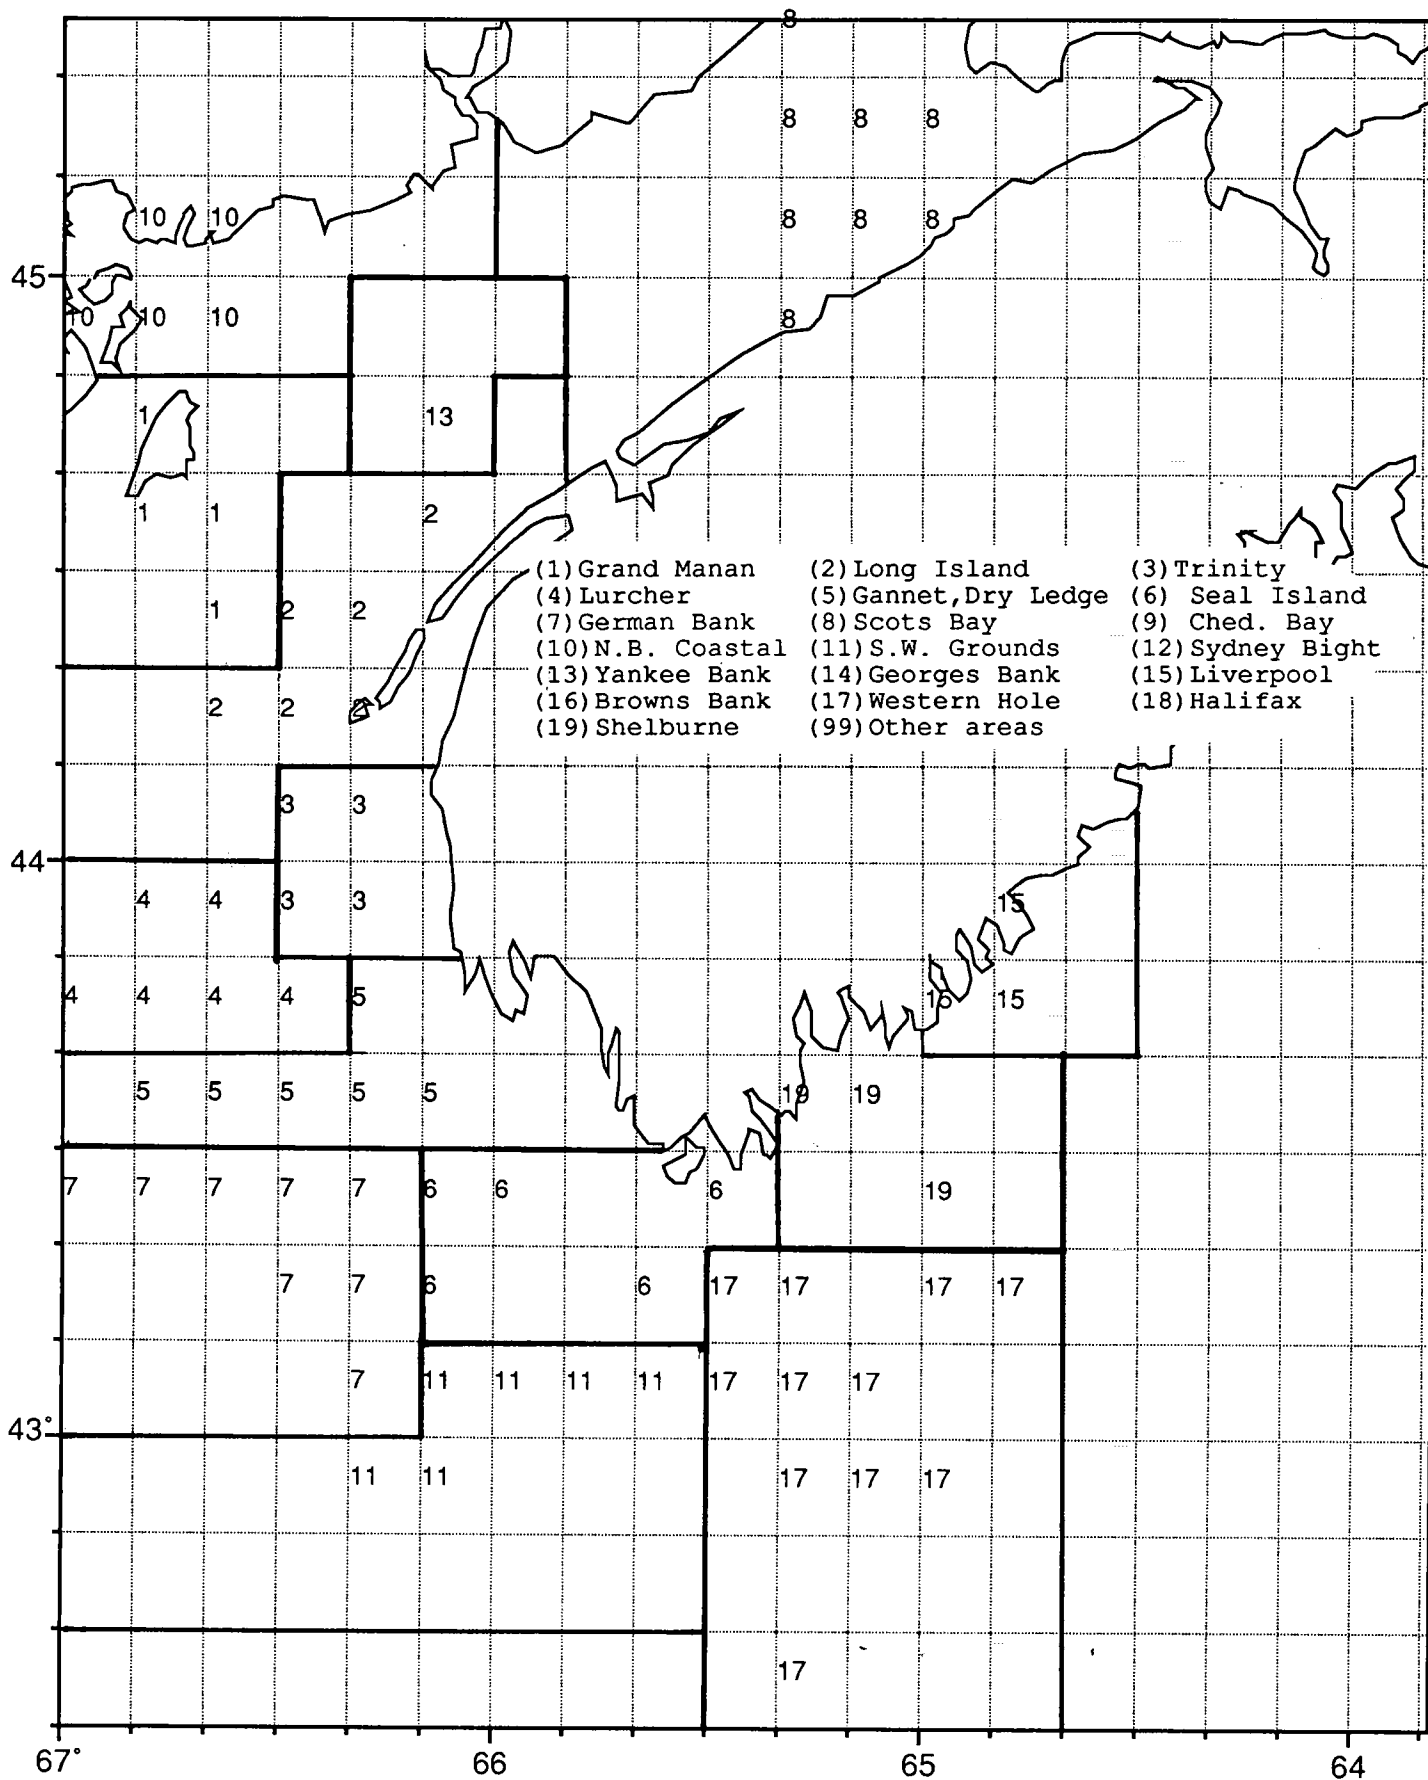 8
8 8 8
10 10 8 8 8
45
10 10 10 8
1 13
1 1 2
(1)Grand Manan (2)Long Island (3)Trinity
(4)Lurcher (5)Gannet,Dry Ledge (6) Seal Island
1 2 2
(7)German Bank (8)Scots Bay (9) Ched. Bay
(10)N.B. Coastal (11)S.W. Grounds (12)Sydney Bight
(13)Yankee Bank (14)Georges Bank (15)Liverpool
(16)Browns Bank (17)Western Hole (18)Halifax
2 2 2
(19)Shelburne (99)Other areas
3 3
44
4 4 3 3 15
4 4 4 4 5 15 15
5 5 5 5 5 19 19
7 7 7 7 7 6 6 6 19
7 7 6 6 17 17 17 17
7 11 11 11 11 17 17 17
43°
11 11 17 17 17
17
67° 66 65 64